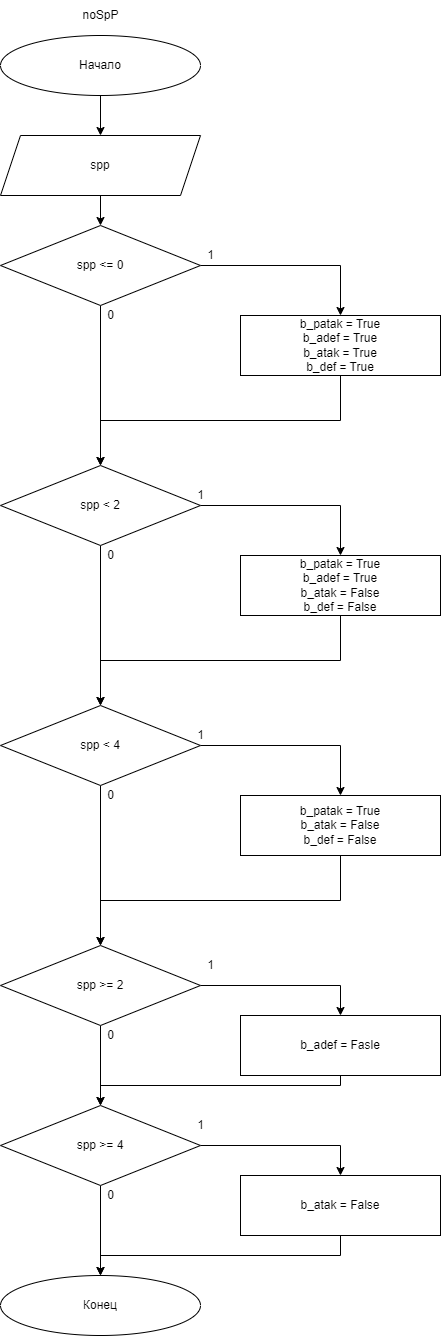 noSpP
Начало
spp
spp <= 0
1
0
b_patak = True
b_adef = True
b_atak = True
b_def = True
spp < 2
1
0
b_patak = True
b_adef = True
b_atak = False
b_def = False
spp < 4
1
0
b_patak = True
b_atak = False
b_def = False
spp >= 2
1
0
b_adef = Fasle
spp >= 4
1
0
b_atak = False
Конец